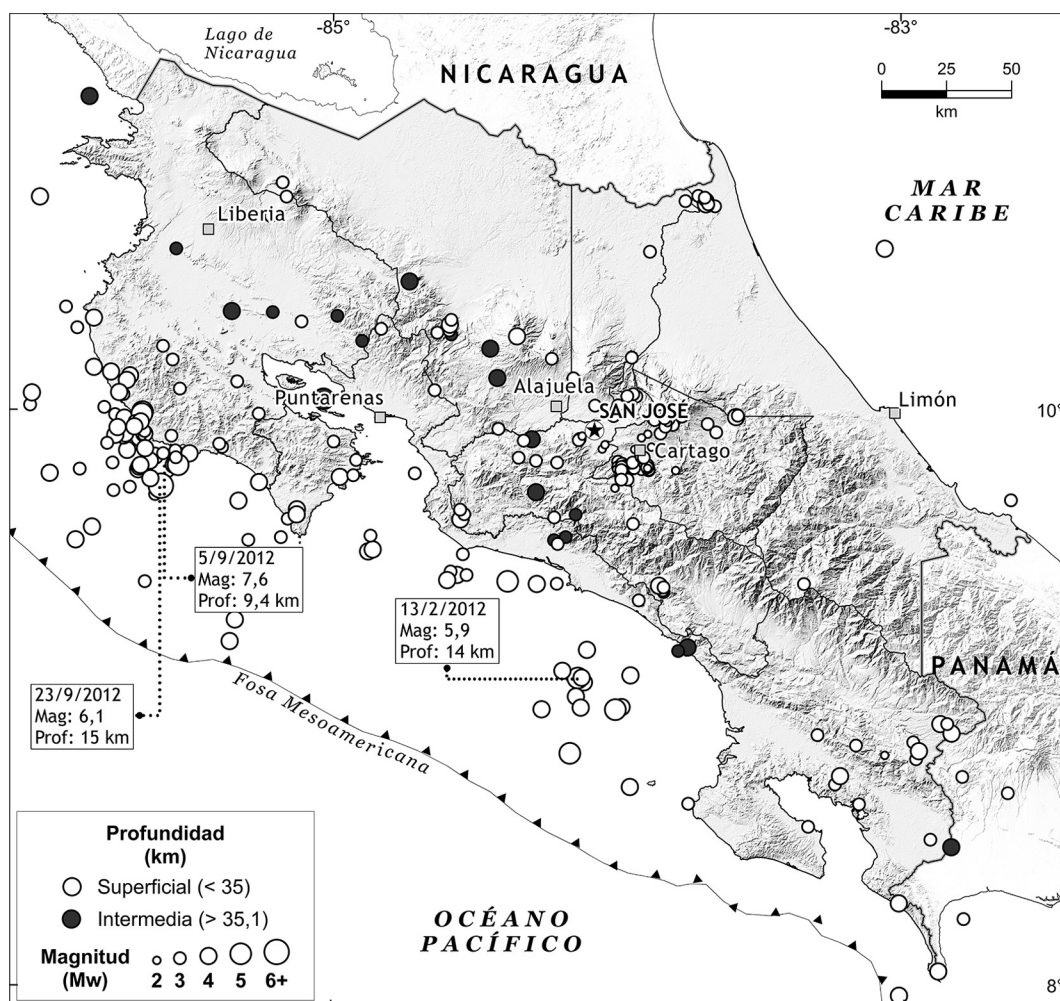 -85
-83
Lago de
Nicaragua
NICARAGUA
0 25 50
km
MAR
CARIBE
Liberia
Puntarenas
Alajuela
SAN JOSÉ
Cartago
Limón
10°
5/9/2012
Mag: 7,6
Prof: 9,4 km
13/2/2012
Mag: 5,9
Prof: 14 km
23/9/2012
Mag: 6,1
Prof: 15 km
Fosa Mesoamericana
PANAMÁ
Profundidad
(km)
Superficial (< 35)
Intermedia (> 35,1)
Magnitud
(Mw)
2 3 4 5 6+
OCÉANO
PACÍFICO
8°